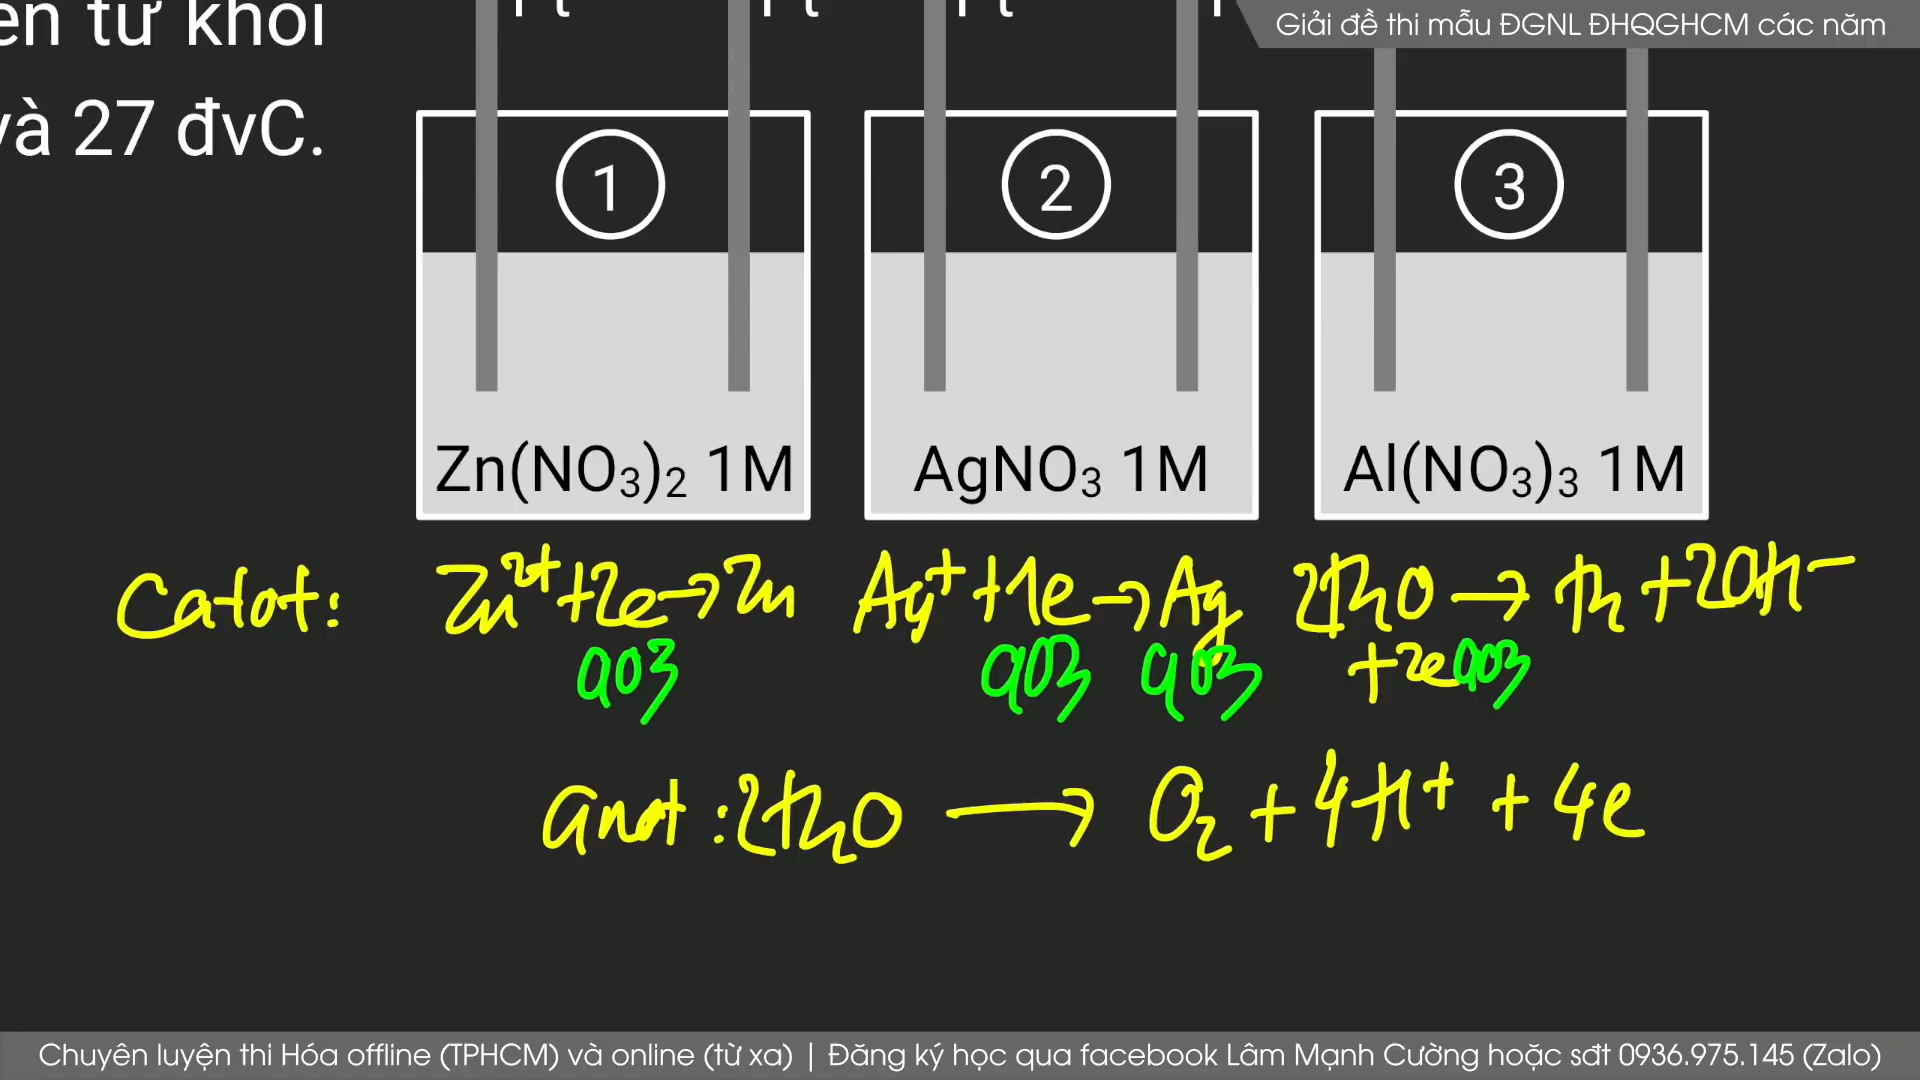 Giải đề thi mẫu ĐGNL ĐHQGHCM các năm
Pt Pt Pt
tử khối
và 27 đvC.
1 2 3
Zn(NO₃)₂ 1M AgNO₃ 1M Al(NO₃)₃ 1M
Catot: Zn²⁺+2e→Zn Ag⁺+1e→Ag 2H₂O→H₂+2OH⁻
0,03 0,03 0,03 +2e 0,03
anot: 2H₂O → O₂ + 4H⁺ + 4e
Chuyên luyện thi Hóa offline (TPHCM) và online (từ xa) | Đăng ký học qua facebook Lâm Mạnh Cường hoặc sđt 0936.975.145 (Zalo)